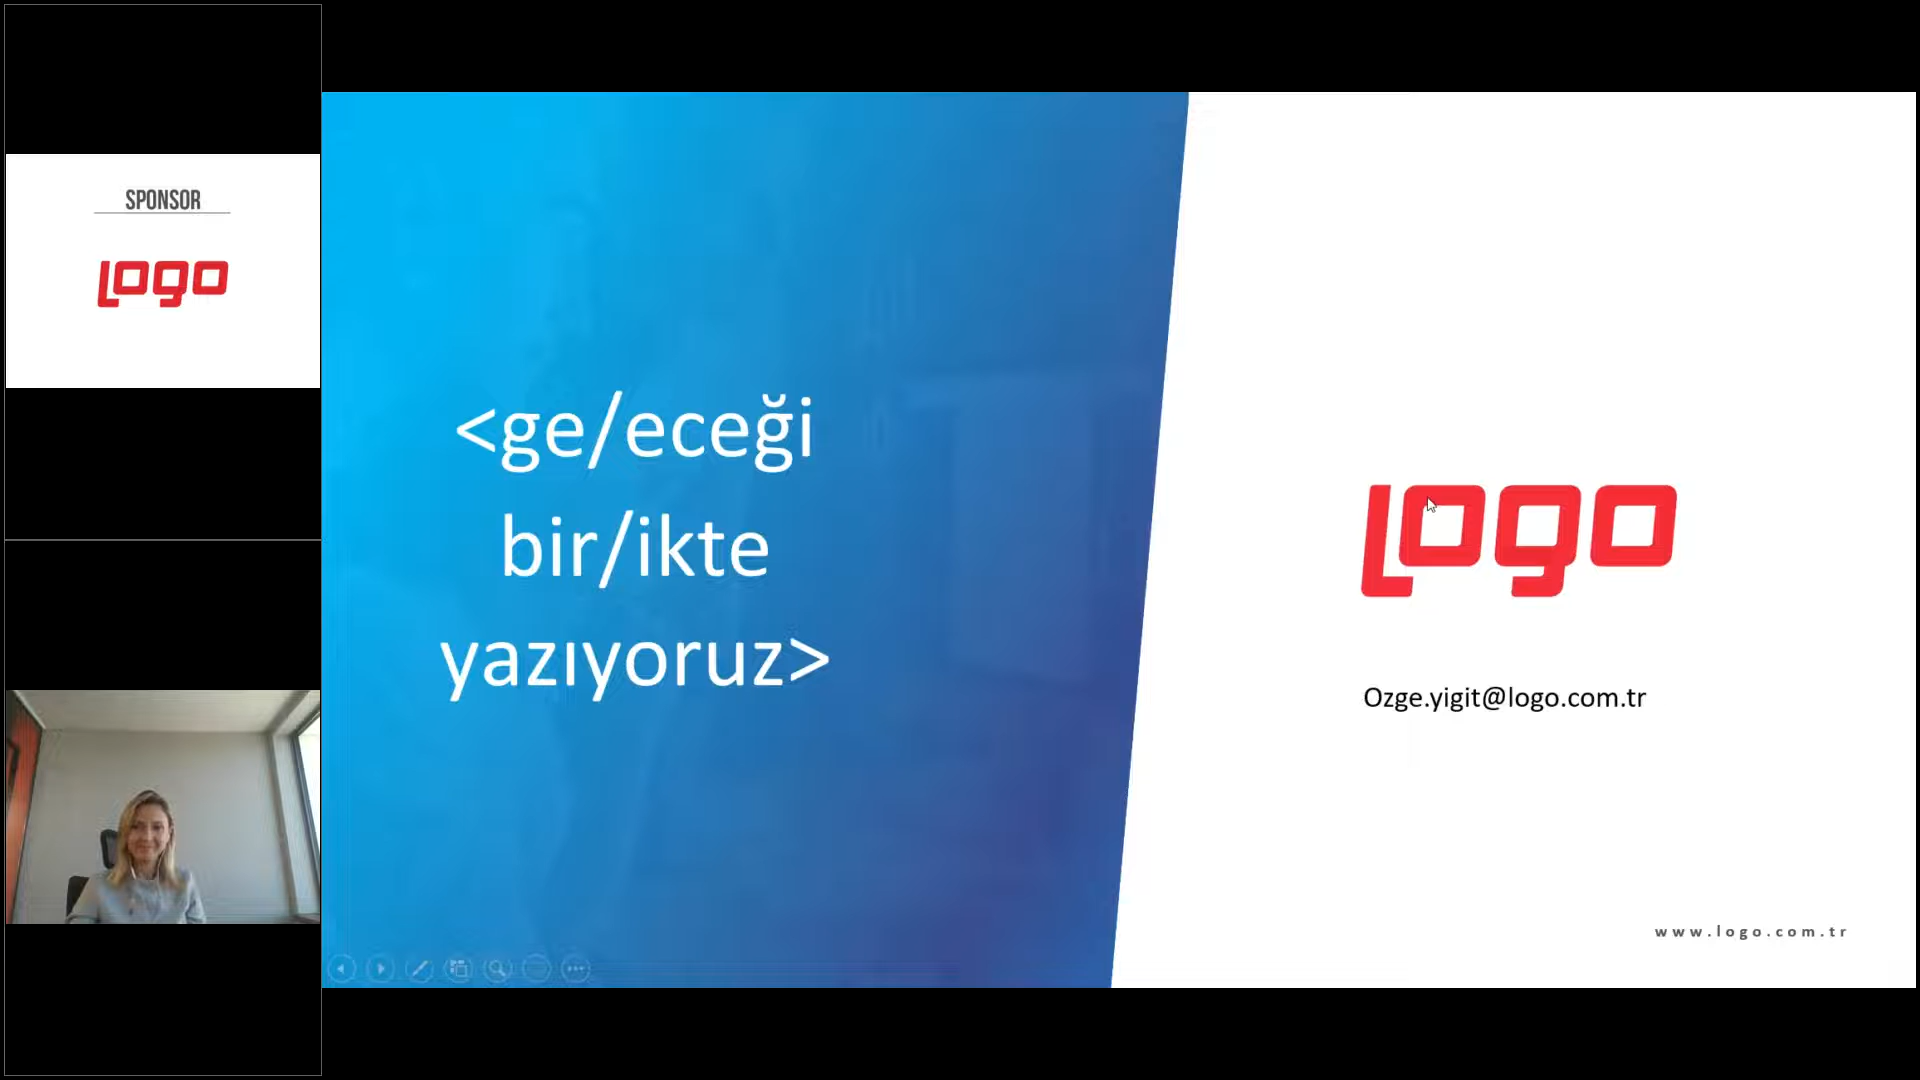 SPONSOR
LOGO
<ge/eceği
bir/ikte
yazıyoruz>
LOGO
Ozge.yigit@logo.com.tr
www.logo.com.tr